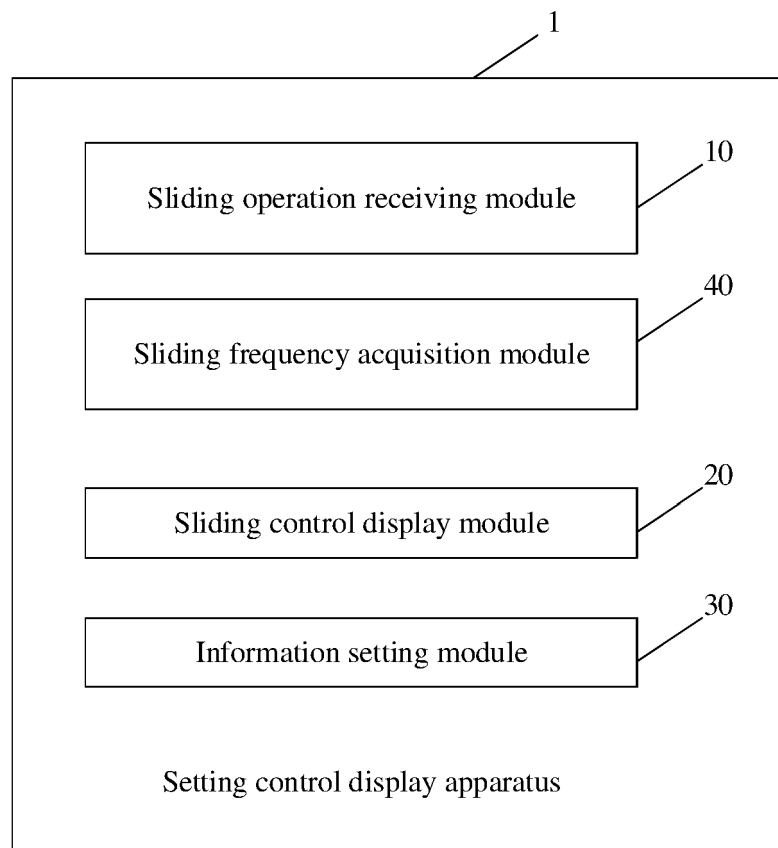 1
Sliding operation receiving module
10
Sliding frequency acquisition module
40
Sliding control display module
20
Information setting module
30
Setting control display apparatus